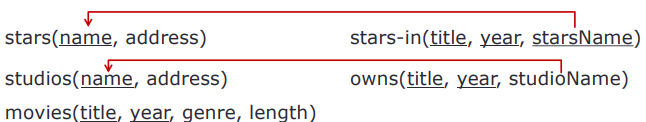 stars(name, address) stars-in(title, year, starsName)
studios(name, address) owns(title, year, studioName)
movies(title, year, genre, length)